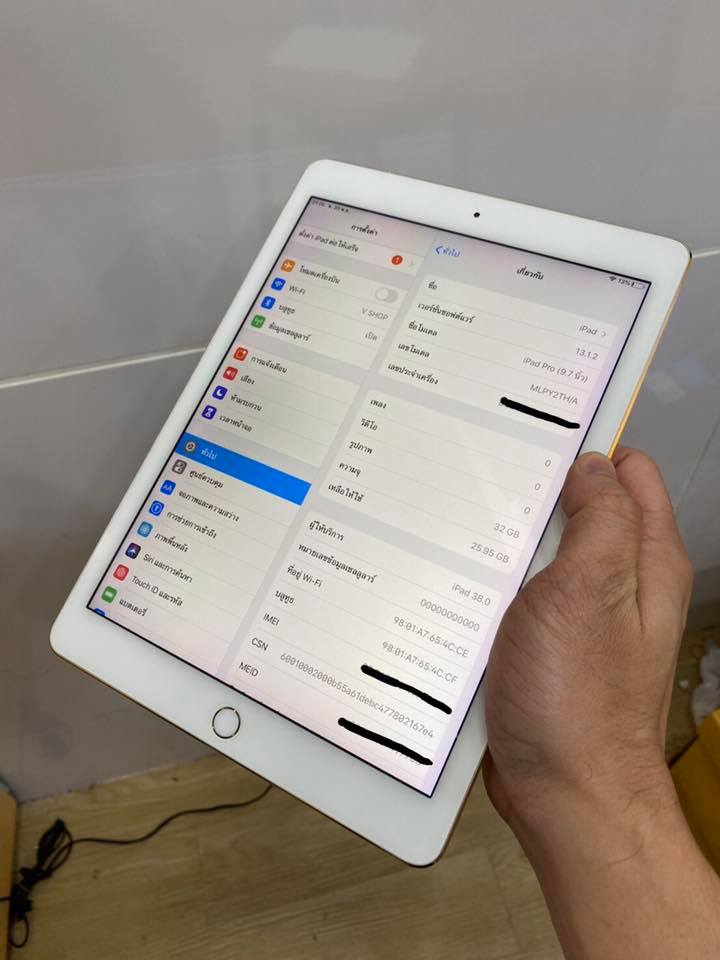 การตั้งค่า
ตั้งค่า iPad ต่อ ให้เสร็จ
1
โหมดเครื่องบิน
Wi-Fi
V SHOP
บลูทูธ
เปิด
ข้อมูลเซลลูลาร์
การแจ้งเตือน
เสียง
ห้ามรบกวน
เวลาหน้าจอ
ทั่วไป
ศูนย์ควบคุม
AA
จอภาพและความสว่าง
การช่วยการเข้าถึง
ภาพพื้นหลัง
Siri และการค้นหา
Touch ID และรหัส
แบตเตอรี่
13%
ทั่วไป
เกี่ยวกับ
ชื่อ
iPad
เวอร์ชั่นซอฟต์แวร์
13.1.2
ชื่อโมเดล
iPad Pro (9.7 นิ้ว)
เลขโมเดล
MLPY2TH/A
เลขประจำเครื่อง
เพลง
0
วิดีโอ
0
รูปภาพ
0
ความจุ
32 GB
เหลือให้ใช้
25.95 GB
ผู้ให้บริการ
iPad 38.0
หมายเลขข้อมูลเซลลูลาร์
00000000000
ที่อยู่ Wi-Fi
98:01:A7:65:4C:CE
บลูทูธ
98:01:A7:65:4C:CF
IMEI
CSN
60010002000b55a61debc477802167e4
MEID